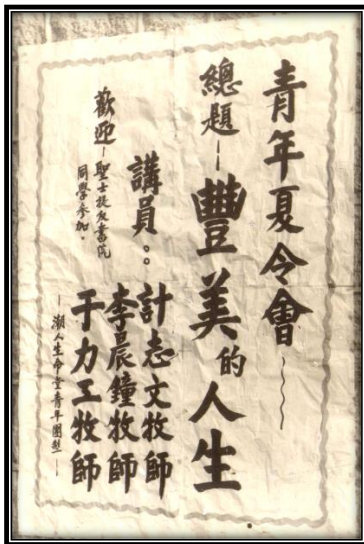 青年夏令會~~~
總題—豐美的人生
講員:
計志文牧師
李晨鐘牧師
于力工牧師
歡迎—聖士提反書院
同學參加。
—潮人生命堂青年團契—